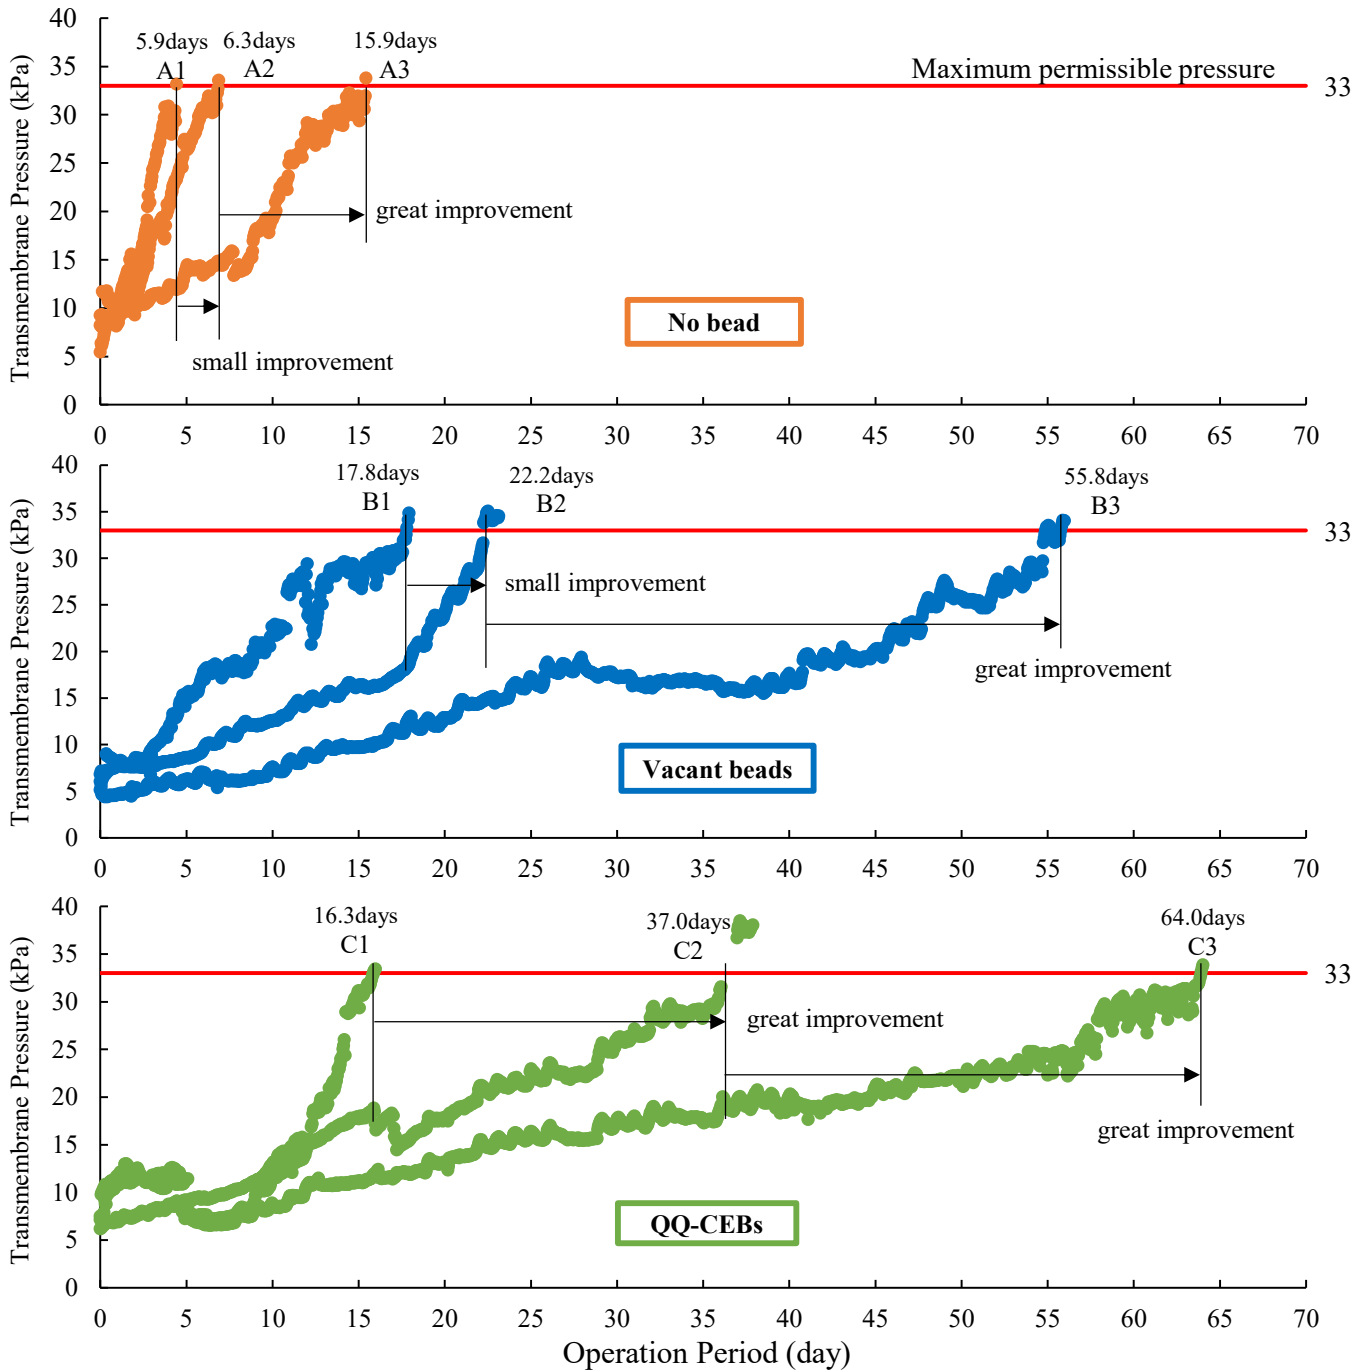 Transmembrane Pressure (kPa)
40
35
30
25
20
15
10
5
0
5.9days
6.3days
15.9days
A1
A2
A3
Maximum permissible pressure
33
great improvement
small improvement
No bead
0 5 10 15 20 25 30 35 40 45 50 55 60 65 70
Transmembrane Pressure (kPa)
40
35
30
25
20
15
10
5
0
17.8days
22.2days
55.8days
B1
B2
B3
33
small improvement
great improvement
Vacant beads
0 5 10 15 20 25 30 35 40 45 50 55 60 65 70
Transmembrane Pressure (kPa)
40
35
30
25
20
15
10
5
0
16.3days
37.0days
64.0days
C1
C2
C3
33
great improvement
great improvement
QQ-CEBs
0 5 10 15 20 25 30 35 40 45 50 55 60 65 70
Operation Period (day)